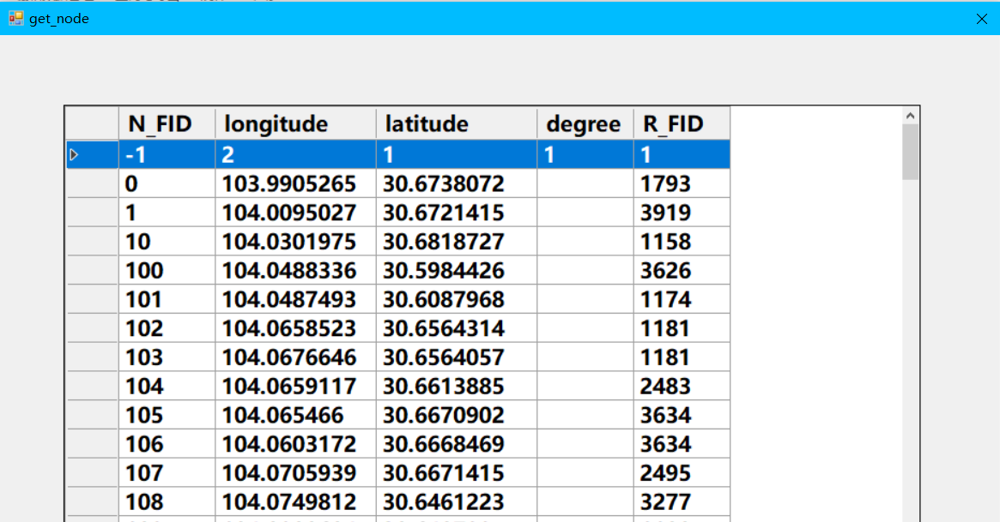 get_node
N_FID longitude latitude degree R_FID
-1 2 1 1 1
0 103.9905265 30.6738072 1793
1 104.0095027 30.6721415 3919
10 104.0301975 30.6818727 1158
100 104.0488336 30.5984426 3626
101 104.0487493 30.6087968 1174
102 104.0658523 30.6564314 1181
103 104.0676646 30.6564057 1181
104 104.0659117 30.6613885 2483
105 104.065466 30.6670902 3634
106 104.0603172 30.6668469 3634
107 104.0705939 30.6671415 2495
108 104.0749812 30.6461223 3277